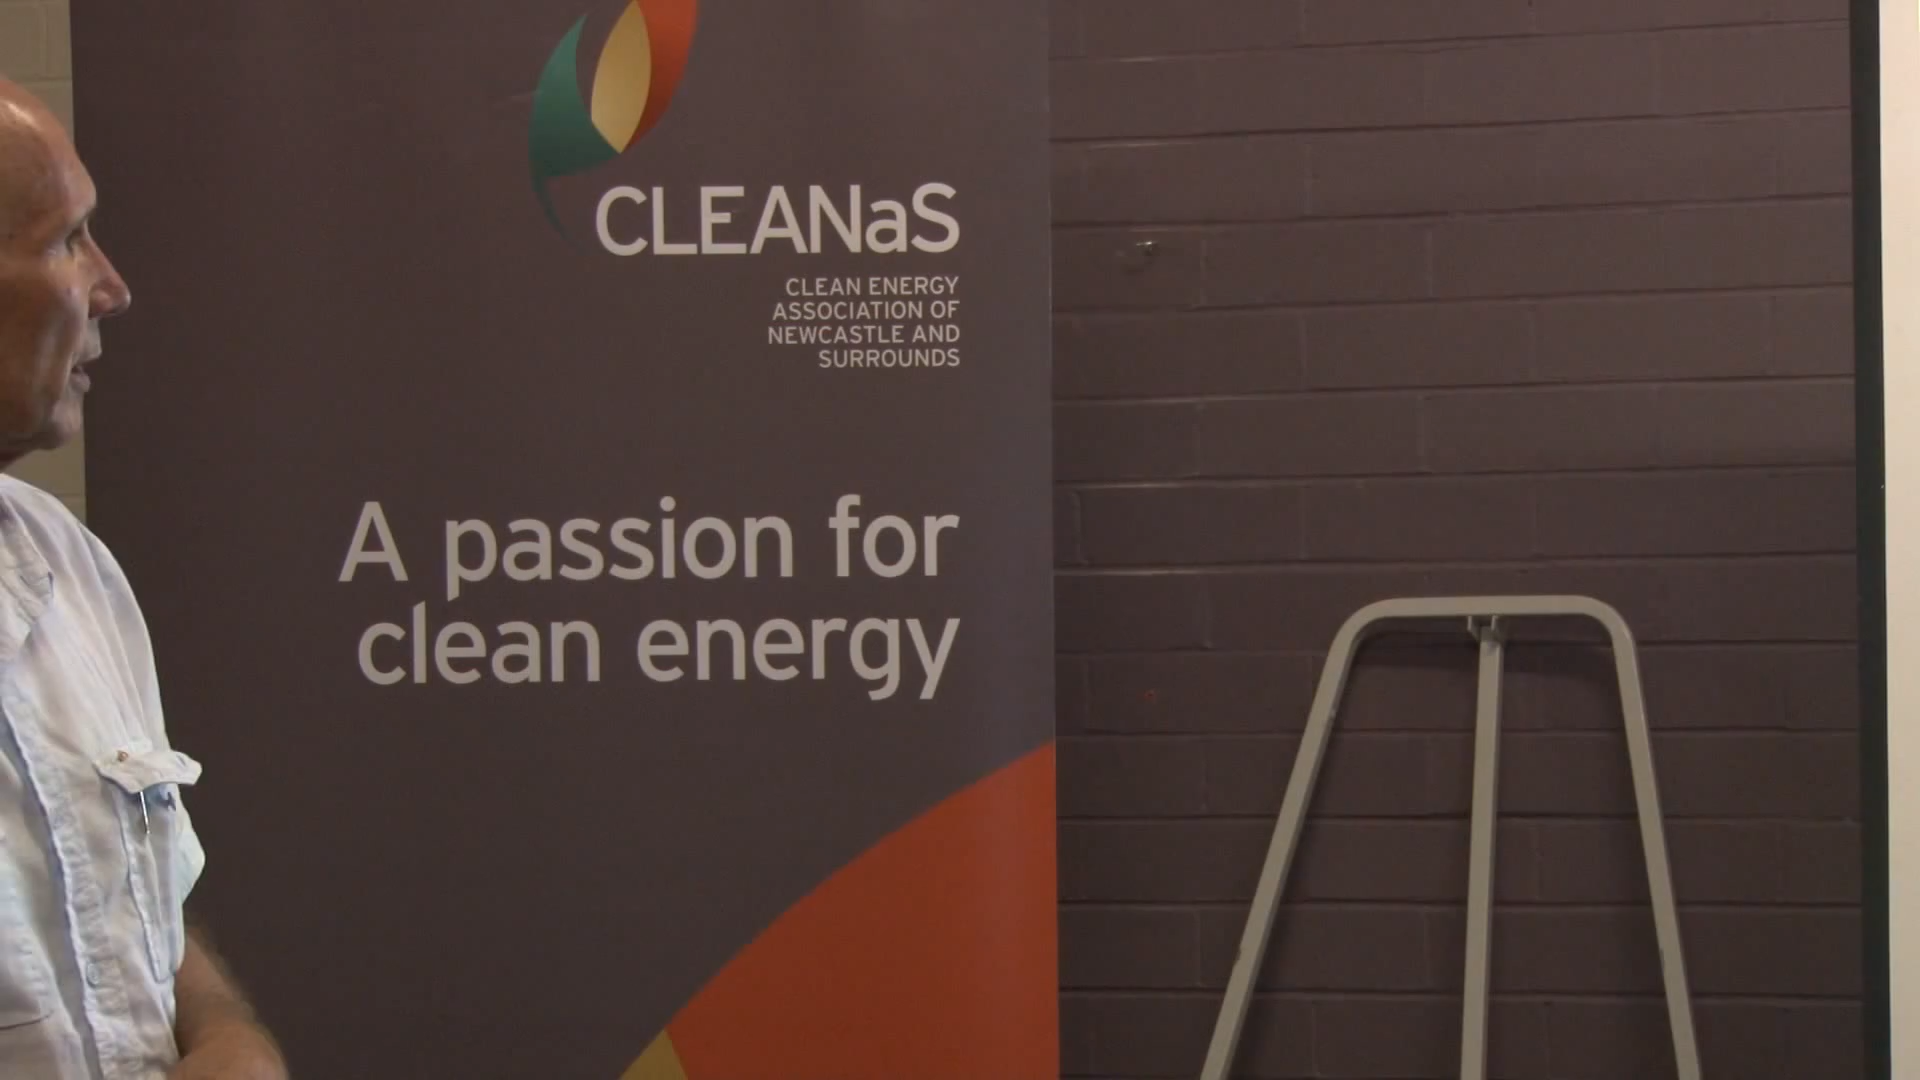 CLEANaS
CLEAN ENERGY
ASSOCIATION OF
NEWCASTLE AND
SURROUNDS
A passion for
clean energy